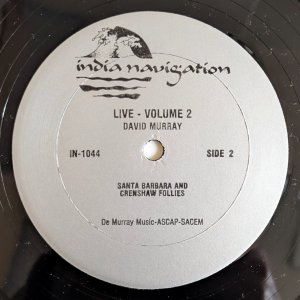 india navigation
LIVE - VOLUME 2
DAVID MURRAY
IN-1044 SIDE 2
SANTA BARBARA AND
CRENSHAW FOLLIES
De Murray Music-ASCAP-SACEM